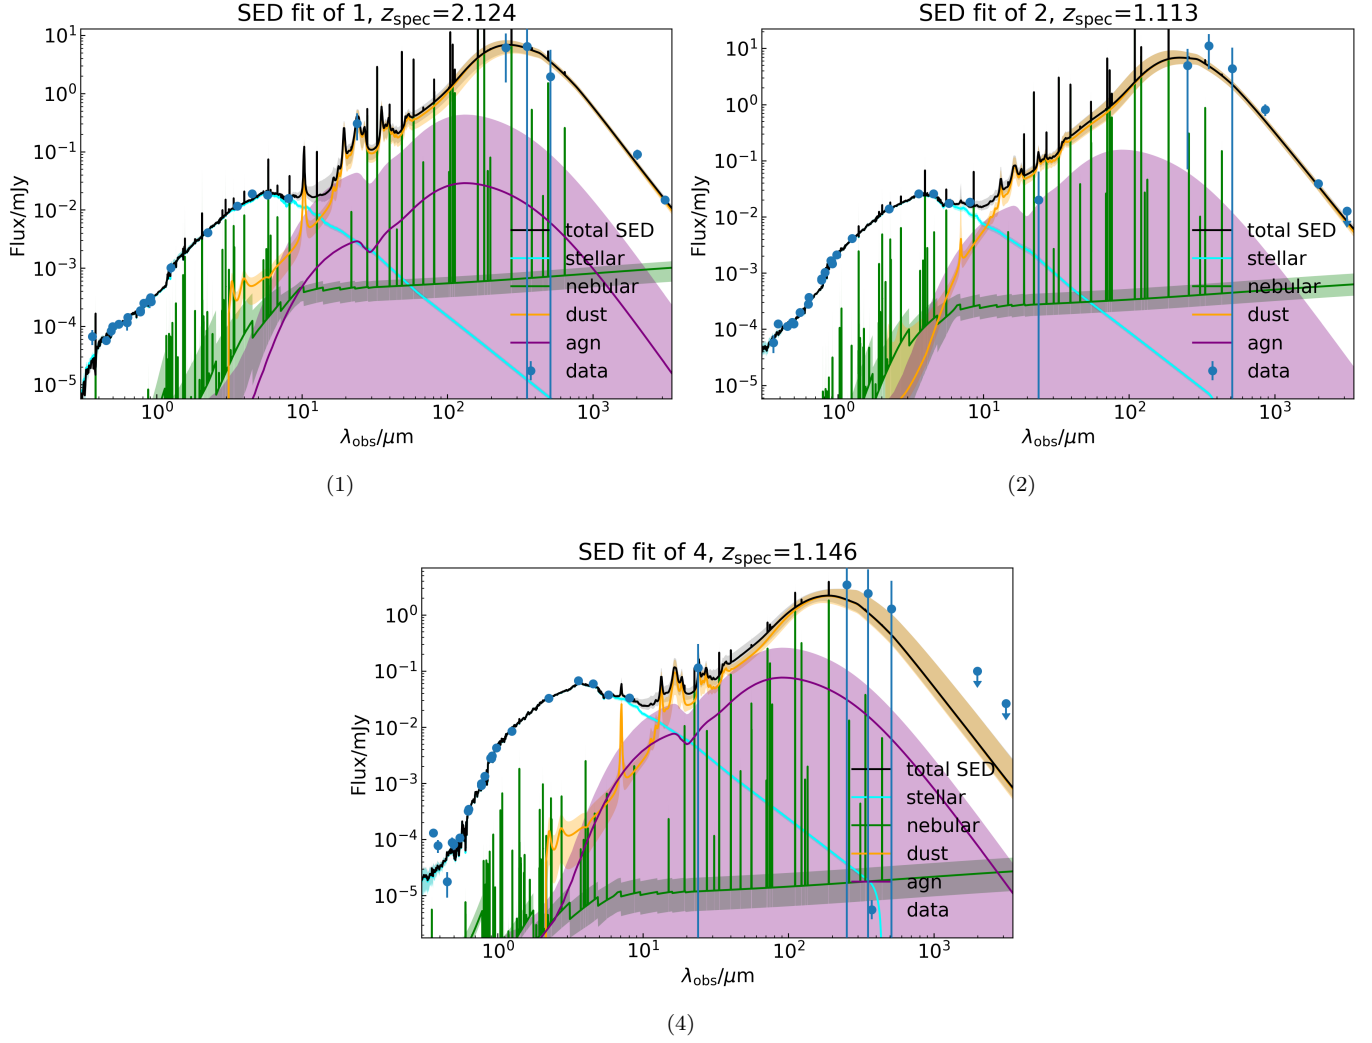 SED fit of 1, z_spec=2.124
10^1
10^0
10^-1
10^-2
10^-3
10^-4
10^-5
Flux/mJy
total SED
stellar
nebular
dust
agn
data
10^0 10^1 10^2 10^3
λ_obs/μm
(1)
SED fit of 2, z_spec=1.113
10^1
10^0
10^-1
10^-2
10^-3
10^-4
10^-5
Flux/mJy
total SED
stellar
nebular
dust
agn
data
10^0 10^1 10^2 10^3
λ_obs/μm
(2)
SED fit of 4, z_spec=1.146
10^0
10^-1
10^-2
10^-3
10^-4
10^-5
Flux/mJy
total SED
stellar
nebular
dust
agn
data
10^0 10^1 10^2 10^3
λ_obs/μm
(4)